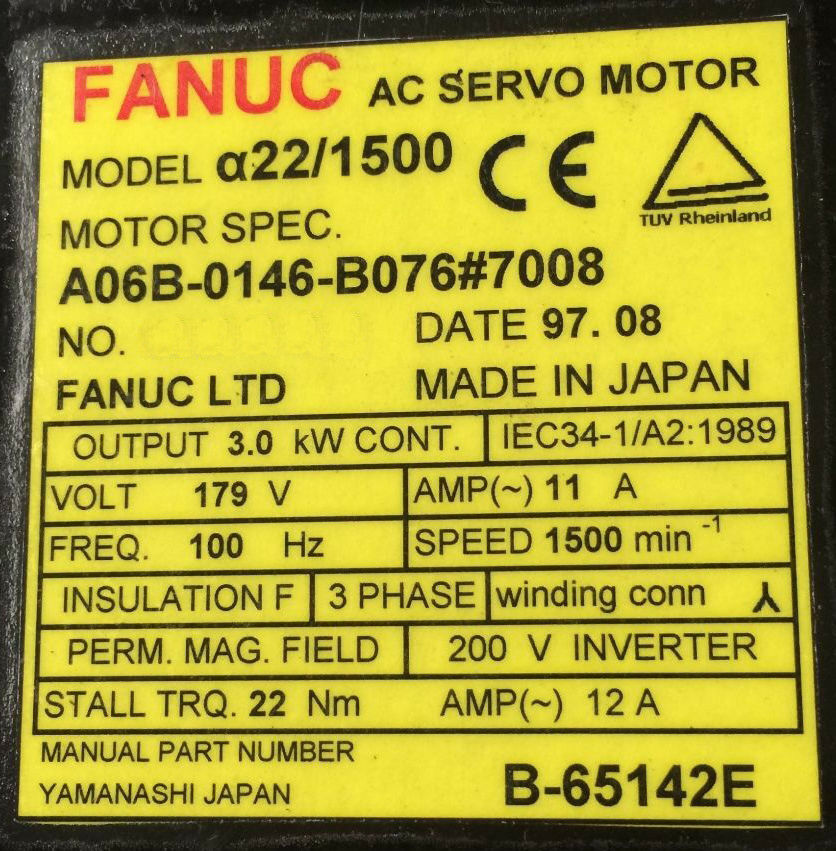 FANUC AC SERVO MOTOR
MODEL α22/1500 CE
TUV Rheinland
MOTOR SPEC.
A06B-0146-B076#7008
NO. DATE 97. 08
FANUC LTD MADE IN JAPAN
OUTPUT 3.0 kW CONT. IEC34-1/A2:1989
VOLT 179 V AMP(~) 11 A
FREQ. 100 Hz SPEED 1500 min⁻¹
INSULATION F 3 PHASE winding conn
PERM. MAG. FIELD 200 V INVERTER
STALL TRQ. 22 Nm AMP(~) 12 A
MANUAL PART NUMBER
YAMANASHI JAPAN B-65142E